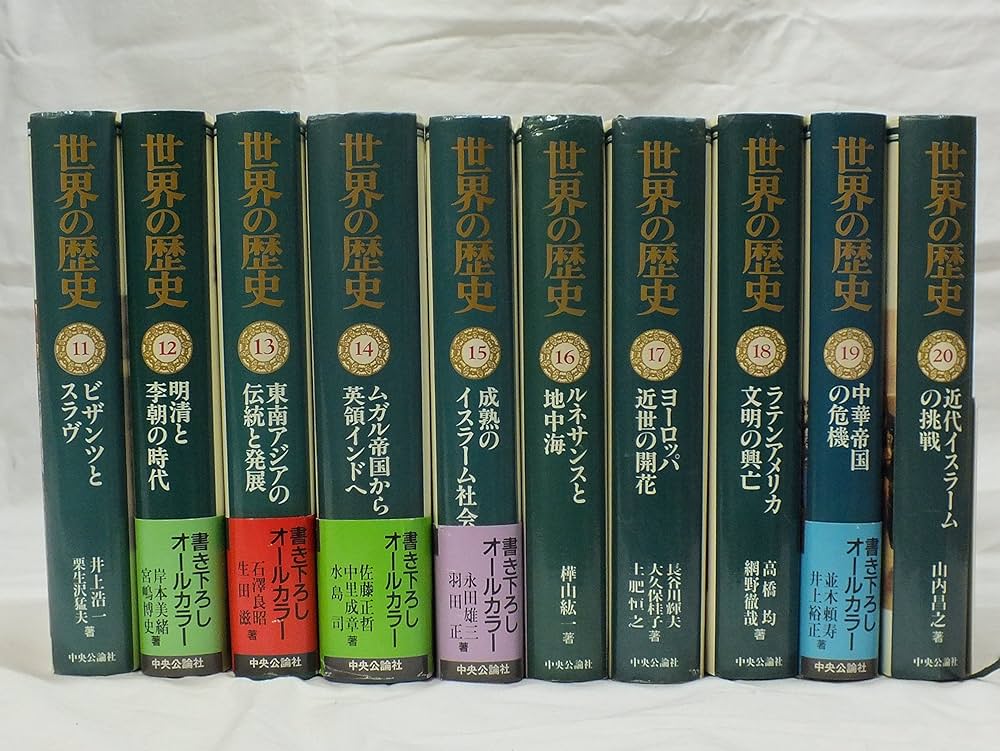 世界の歴史
11
ビザンツと
スラヴ
井上浩一
栗生沢猛夫 著
中央公論社
世界の歴史
12
明清と
李朝の時代
書き下ろし
オールカラー
岸本美緒
宮嶋博史 著
中央公論社
世界の歴史
13
東南アジアの
伝統と発展
書き下ろし
オールカラー
石澤良昭
生田滋 著
中央公論社
世界の歴史
14
ムガル帝国から
英領インドへ
書き下ろし
オールカラー
佐藤正哲
中里成章
水島司 著
中央公論社
世界の歴史
15
成熟の
イスラーム社会
書き下ろし
オールカラー
永田雄三
羽田正 著
中央公論社
世界の歴史
16
ルネサンスと
地中海
樺山紘一 著
中央公論社
世界の歴史
17
ヨーロッパ
近世の開花
長谷川輝夫
大久保桂子
土肥恒之 著
中央公論社
世界の歴史
18
ラテンアメリカ
文明の興亡
高橋均
網野徹哉 著
中央公論社
世界の歴史
19
中華帝国
の危機
書き下ろし
オールカラー
並木頼寿
井上裕正 著
中央公論社
世界の歴史
20
近代イスラーム
の挑戦
山内昌之 著
中央公論社